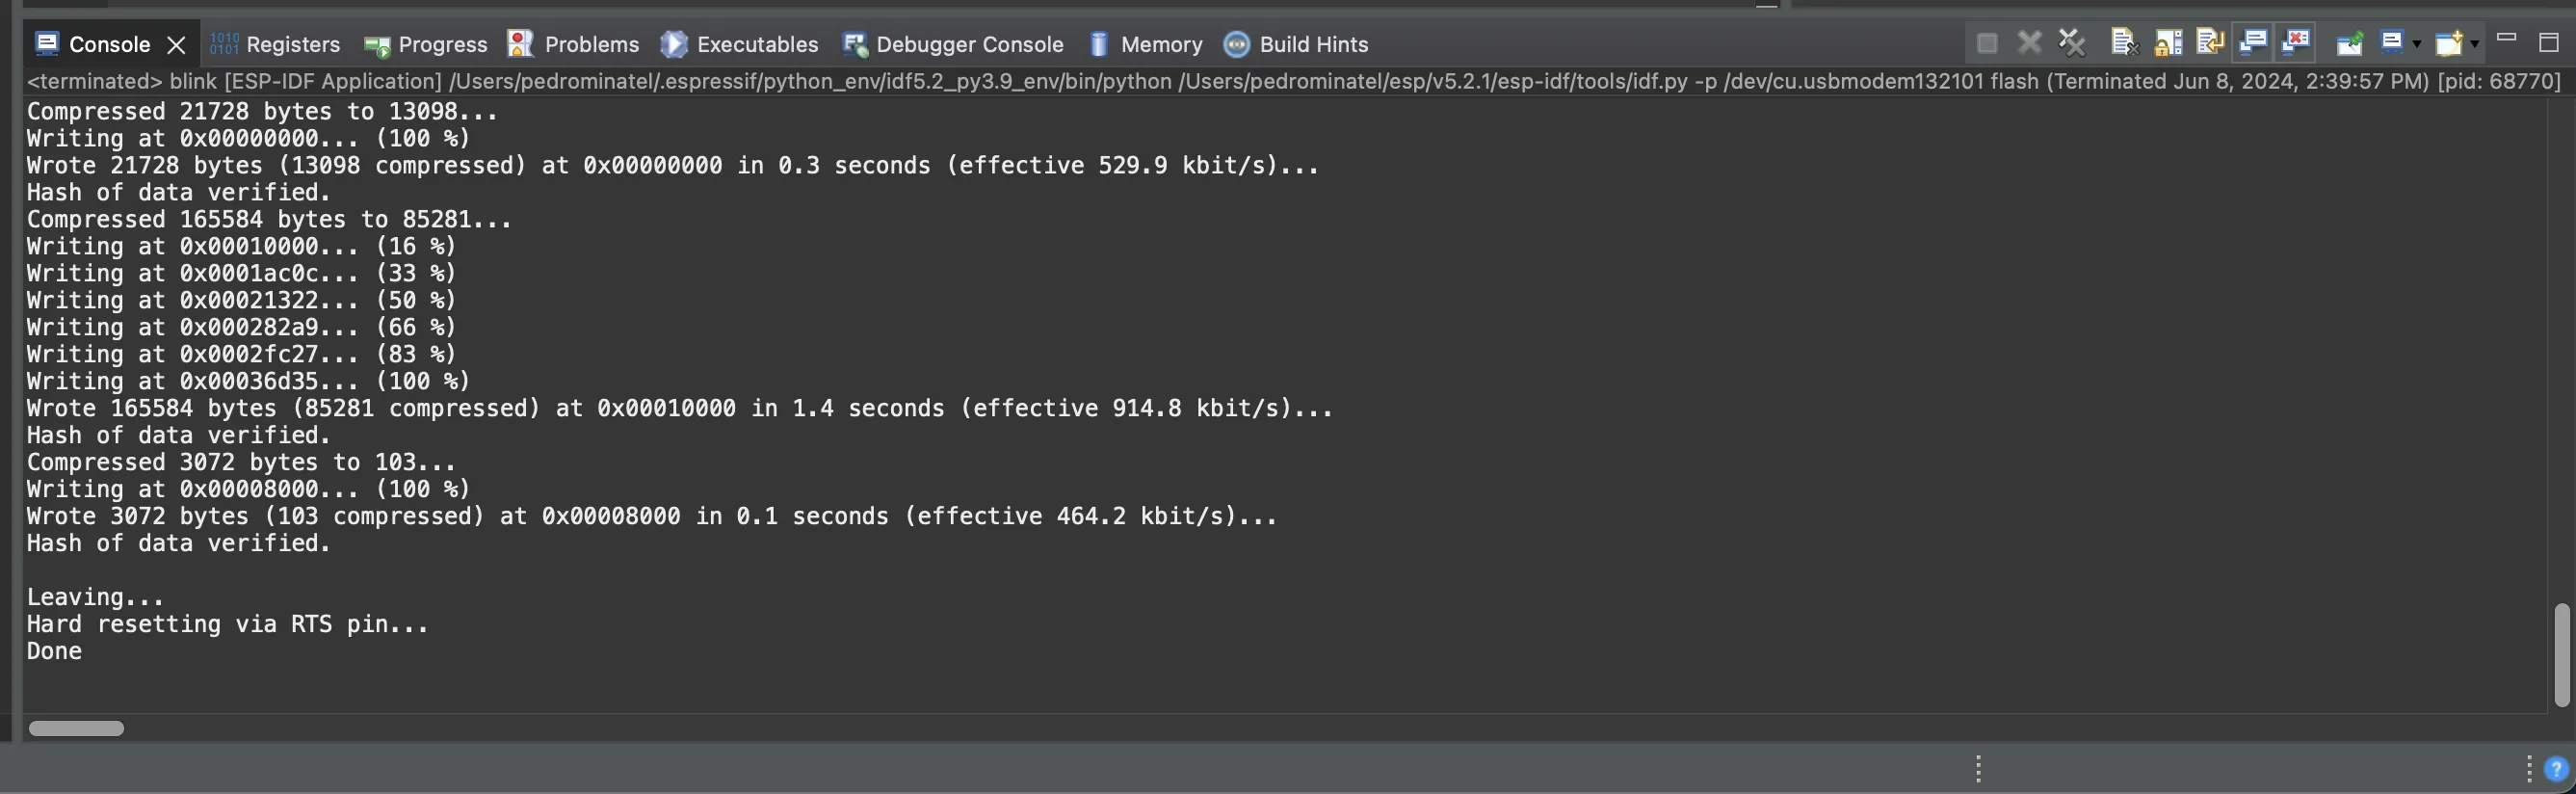 Console Registers Progress Problems Executables Debugger Console Memory Build Hints
<terminated> blink [ESP-IDF Application] /Users/pedrominatel/.espressif/python_env/idf5.2_py3.9_env/bin/python /Users/pedrominatel/esp/v5.2.1/esp-idf/tools/idf.py -p /dev/cu.usbmodem132101 flash (Terminated Jun 8, 2024, 2:39:57 PM) [pid: 68770]
Compressed 21728 bytes to 13098...
Writing at 0x00000000... (100 %)
Wrote 21728 bytes (13098 compressed) at 0x00000000 in 0.3 seconds (effective 529.9 kbit/s)...
Hash of data verified.
Compressed 165584 bytes to 85281...
Writing at 0x00010000... (16 %)
Writing at 0x0001ac0c... (33 %)
Writing at 0x00021322... (50 %)
Writing at 0x000282a9... (66 %)
Writing at 0x0002fc27... (83 %)
Writing at 0x00036d35... (100 %)
Wrote 165584 bytes (85281 compressed) at 0x00010000 in 1.4 seconds (effective 914.8 kbit/s)...
Hash of data verified.
Compressed 3072 bytes to 103...
Writing at 0x00008000... (100 %)
Wrote 3072 bytes (103 compressed) at 0x00008000 in 0.1 seconds (effective 464.2 kbit/s)...
Hash of data verified.
Leaving...
Hard resetting via RTS pin...
Done